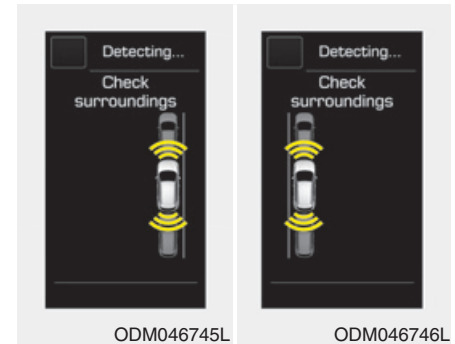 Detecting...
Check
surroundings
ODM046745L
Detecting...
Check
surroundings
ODM046746L